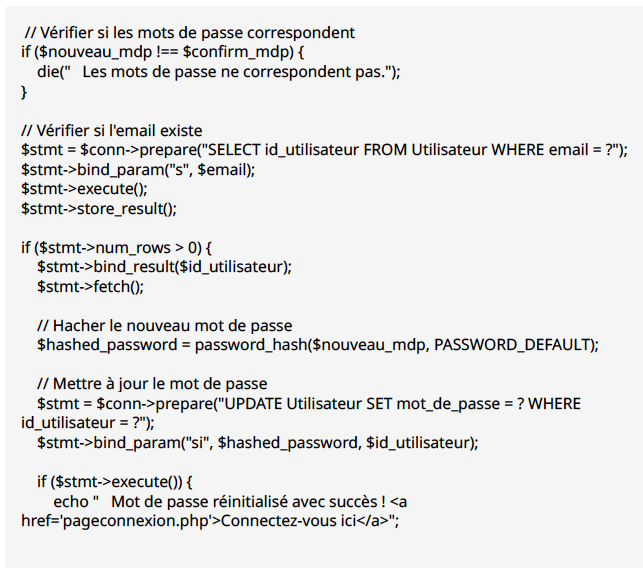 // Vérifier si les mots de passe correspondent
if ($nouveau_mdp !== $confirm_mdp) {
    die("   Les mots de passe ne correspondent pas.");
}

// Vérifier si l'email existe
$stmt = $conn->prepare("SELECT id_utilisateur FROM Utilisateur WHERE email = ?");
$stmt->bind_param("s", $email);
$stmt->execute();
$stmt->store_result();

if ($stmt->num_rows > 0) {
    $stmt->bind_result($id_utilisateur);
    $stmt->fetch();

    // Hacher le nouveau mot de passe
    $hashed_password = password_hash($nouveau_mdp, PASSWORD_DEFAULT);

    // Mettre à jour le mot de passe
    $stmt = $conn->prepare("UPDATE Utilisateur SET mot_de_passe = ? WHERE
id_utilisateur = ?");
    $stmt->bind_param("si", $hashed_password, $id_utilisateur);

    if ($stmt->execute()) {
        echo "   Mot de passe réinitialisé avec succès ! <a
href='pageconnexion.php'>Connectez-vous ici</a>";